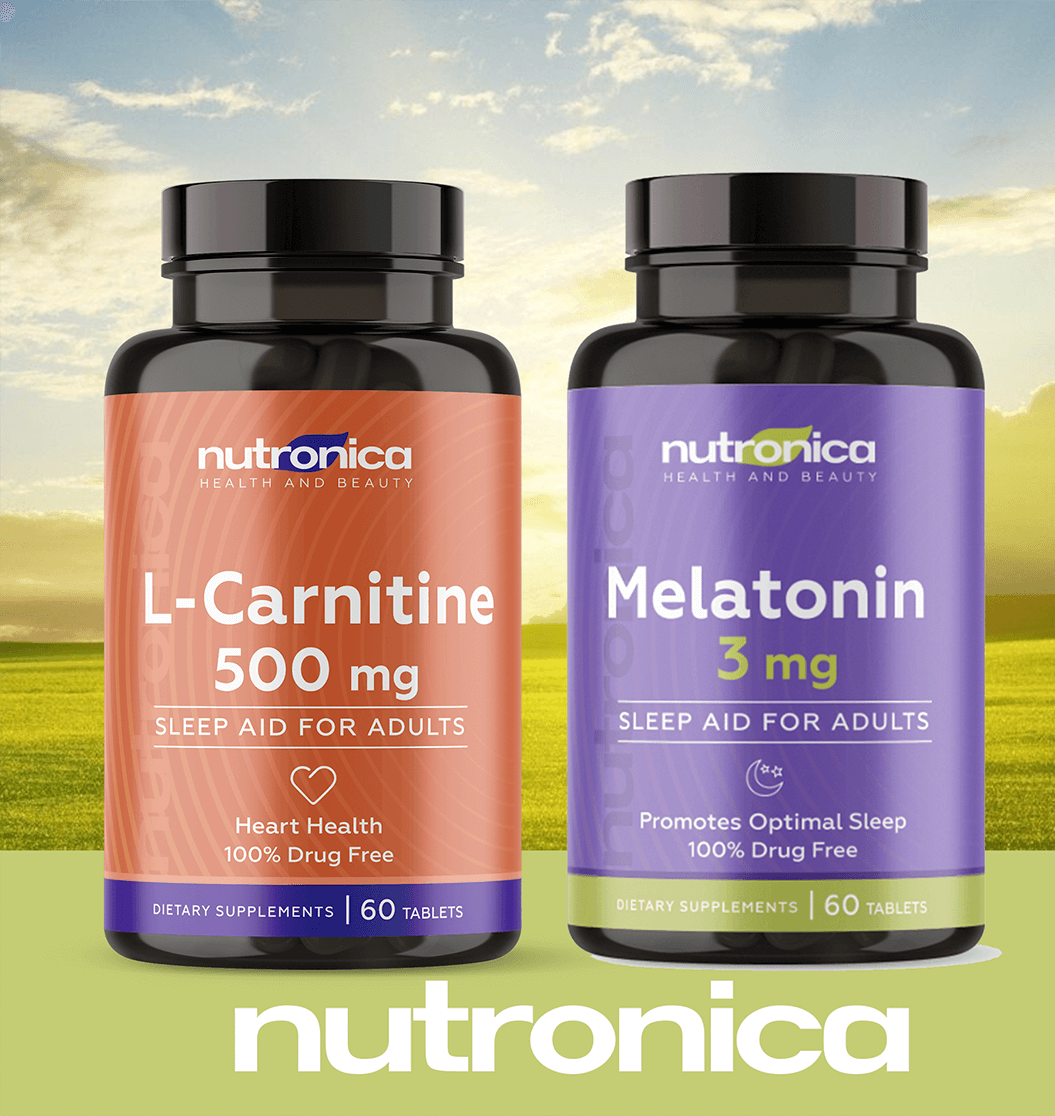 nutronica
HEALTH AND BEAUTY
L-Carnitine
500 mg
SLEEP AID FOR ADULTS
Heart Health
100% Drug Free
DIETARY SUPPLEMENTS | 60 TABLETS
nutronica
nutronica
HEALTH AND BEAUTY
Melatonin
3 mg
SLEEP AID FOR ADULTS
Promotes Optimal Sleep
100% Drug Free
DIETARY SUPPLEMENTS | 60 TABLETS
nutronica
nutronica